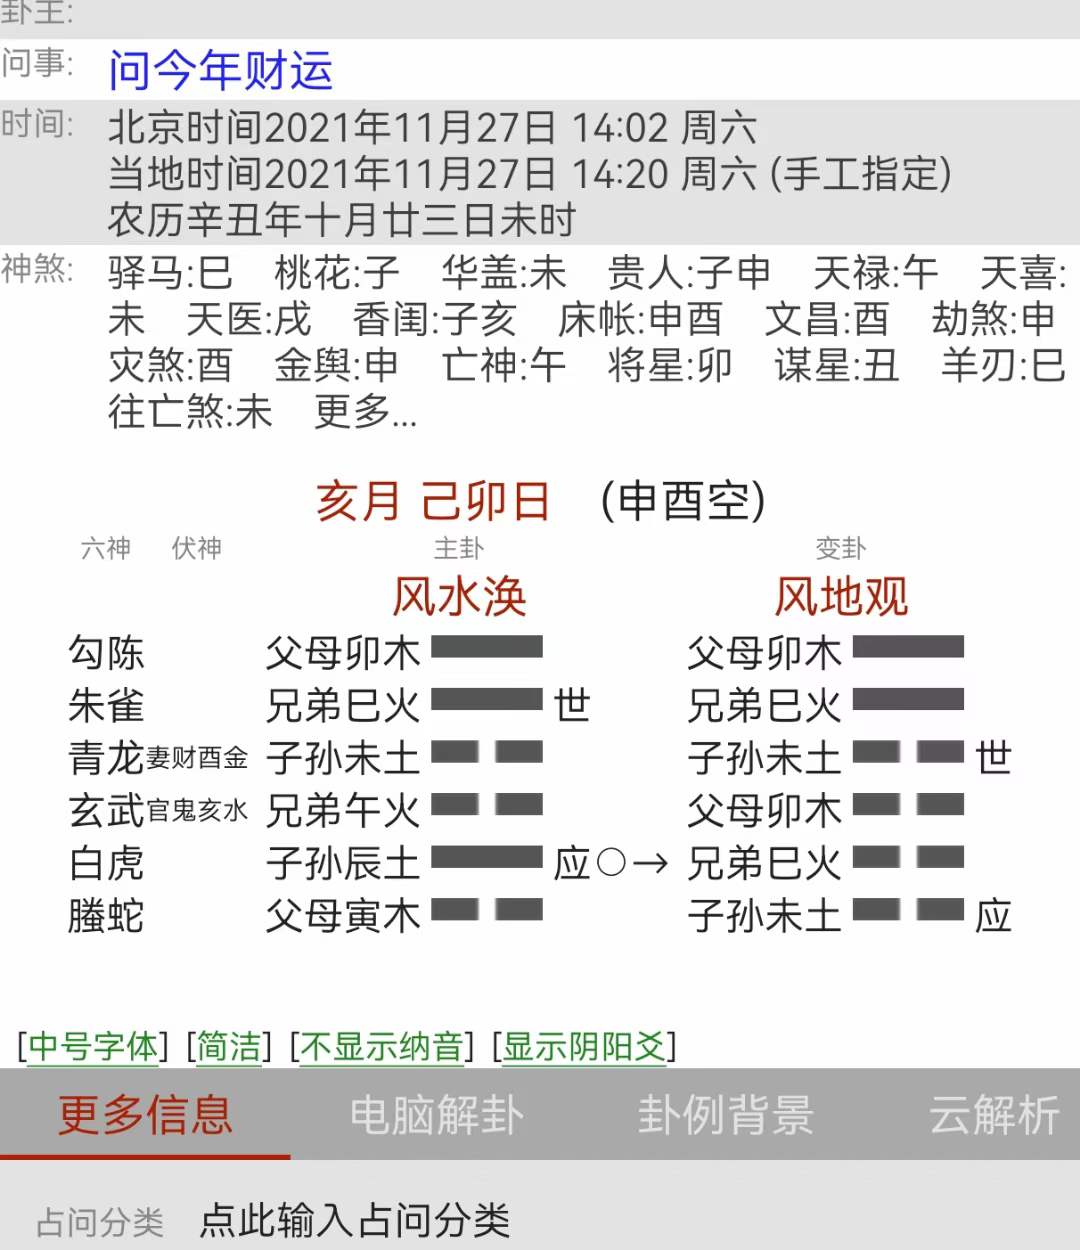 卦主:
问事: 问今年财运
时间: 北京时间2021年11月27日 14:02 周六
当地时间2021年11月27日 14:20 周六 (手工指定)
农历辛丑年十月廿三日未时
神煞: 驿马:巳 桃花:子 华盖:未 贵人:子申 天禄:午 天喜:
未 天医:戌 香闺:子亥 床帐:申酉 文昌:酉 劫煞:申
灾煞:酉 金舆:申 亡神:午 将星:卯 谋星:丑 羊刃:巳
往亡煞:未 更多...
亥月 己卯日 (申酉空)
六神 伏神 主卦 变卦
风水涣 风地观
勾陈 父母卯木 父母卯木
朱雀 兄弟巳火 世 兄弟巳火
青龙 妻财酉金 子孙未土 子孙未土 世
玄武 官鬼亥水 兄弟午火 父母卯木
白虎 子孙辰土 应○→ 兄弟巳火
螣蛇 父母寅木 子孙未土 应
[中号字体] [简洁] [不显示纳音] [显示阴阳爻]
更多信息 电脑解卦 卦例背景 云解析
占问分类 点此输入占问分类